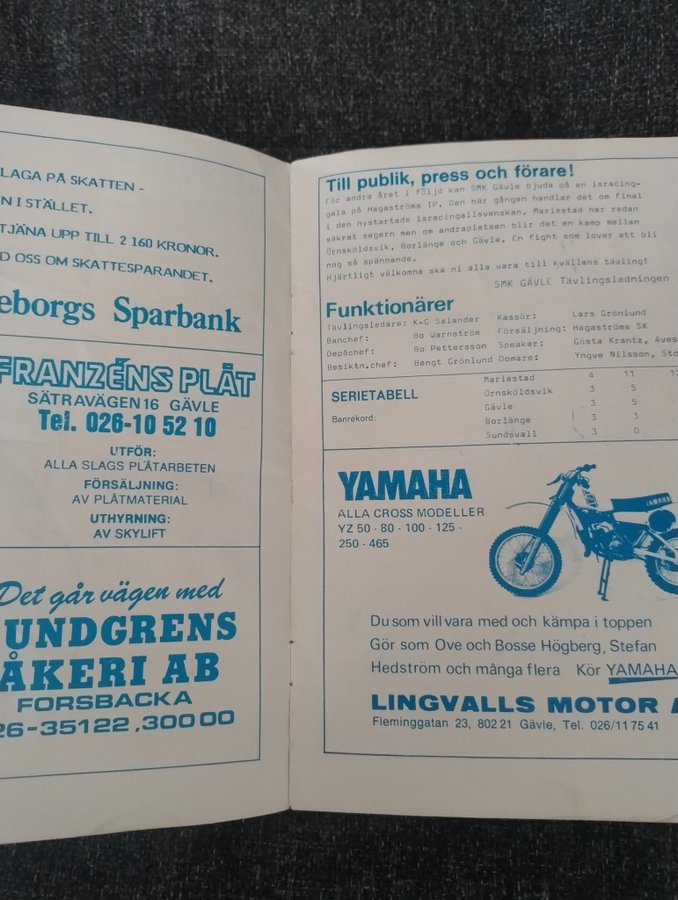 LAGA PÅ SKATTEN -
N I STÄLLET.
TJÄNA UPP TILL 2 160 KRONOR.
D OSS OM SKATTESPARANDET.
eborgs Sparbank
FRANZÉNS PLÅT
SÄTRAVÄGEN 16 GÄVLE
Tel. 026-10 52 10
UTFÖR:
ALLA SLAGS PLÅTARBETEN
FÖRSÄLJNING:
AV PLÅTMATERIAL
UTHYRNING:
AV SKYLIFT
Det går vägen med
UNDGRENS
ÅKERI AB
FORSBACKA
26-35122, 300 00
Till publik, press och förare!
För andra året i följd kan SMK Gävle bjuda på en isracing-
gala på Hagaströms IP. Den här gången handlar det om final
i den nystartade isracingallsvenskan. Mariestad har redan
säkrat segern men om andraplatsen blir det en kamp mellan
Örnsköldsvik, Borlänge och Gävle. En fight som lovar att bli
nog så spännande.
Hjärtligt välkomna ska ni alla vara till kvällens tävling!
SMK GÄVLE Tävlingsledningen
Funktionärer
Tävlingsledare: K-G Salander Kassör: Lars Grönlund
Banchef: Bo Warnström Försäljning: Hagaströms SK
Depåchef: Bo Pettersson Speaker: Gösta Krantz, Aves
Besiktn.chef: Bengt Grönlund Domare: Yngve Nilsson, Sto
SERIETABELL
Banrekord:
Mariestad 4 11 1
Örnsköldsvik 3 5
Gävle 3 5
Borlänge 3 3
Sundsvall 3 0
YAMAHA
ALLA CROSS MODELLER
YZ 50 - 80 - 100 - 125 -
250 - 465
YAMAHA
Du som vill vara med och kämpa i toppen
Gör som Ove och Bosse Högberg, Stefan
Hedström och många flera Kör YAMAHA
LINGVALLS MOTOR A
Fleminggatan 23, 802 21 Gävle, Tel. 026/11 75 41